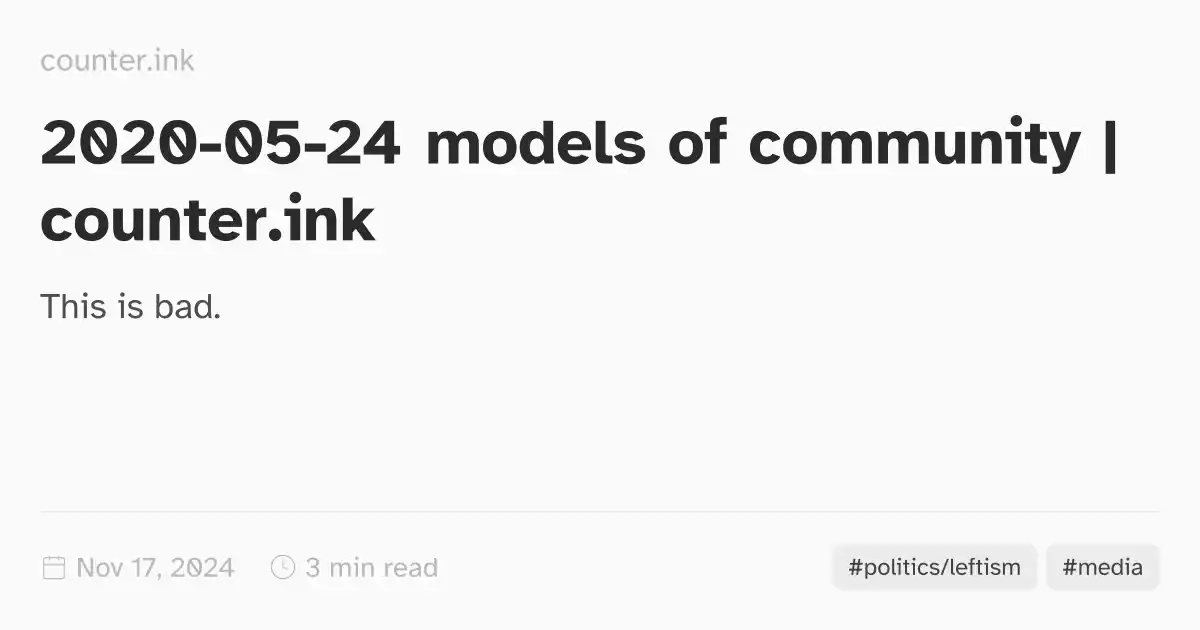 counter.ink
2020-05-24 models of community |
counter.ink
This is bad.
Nov 17, 2024 3 min read #politics/leftism #media